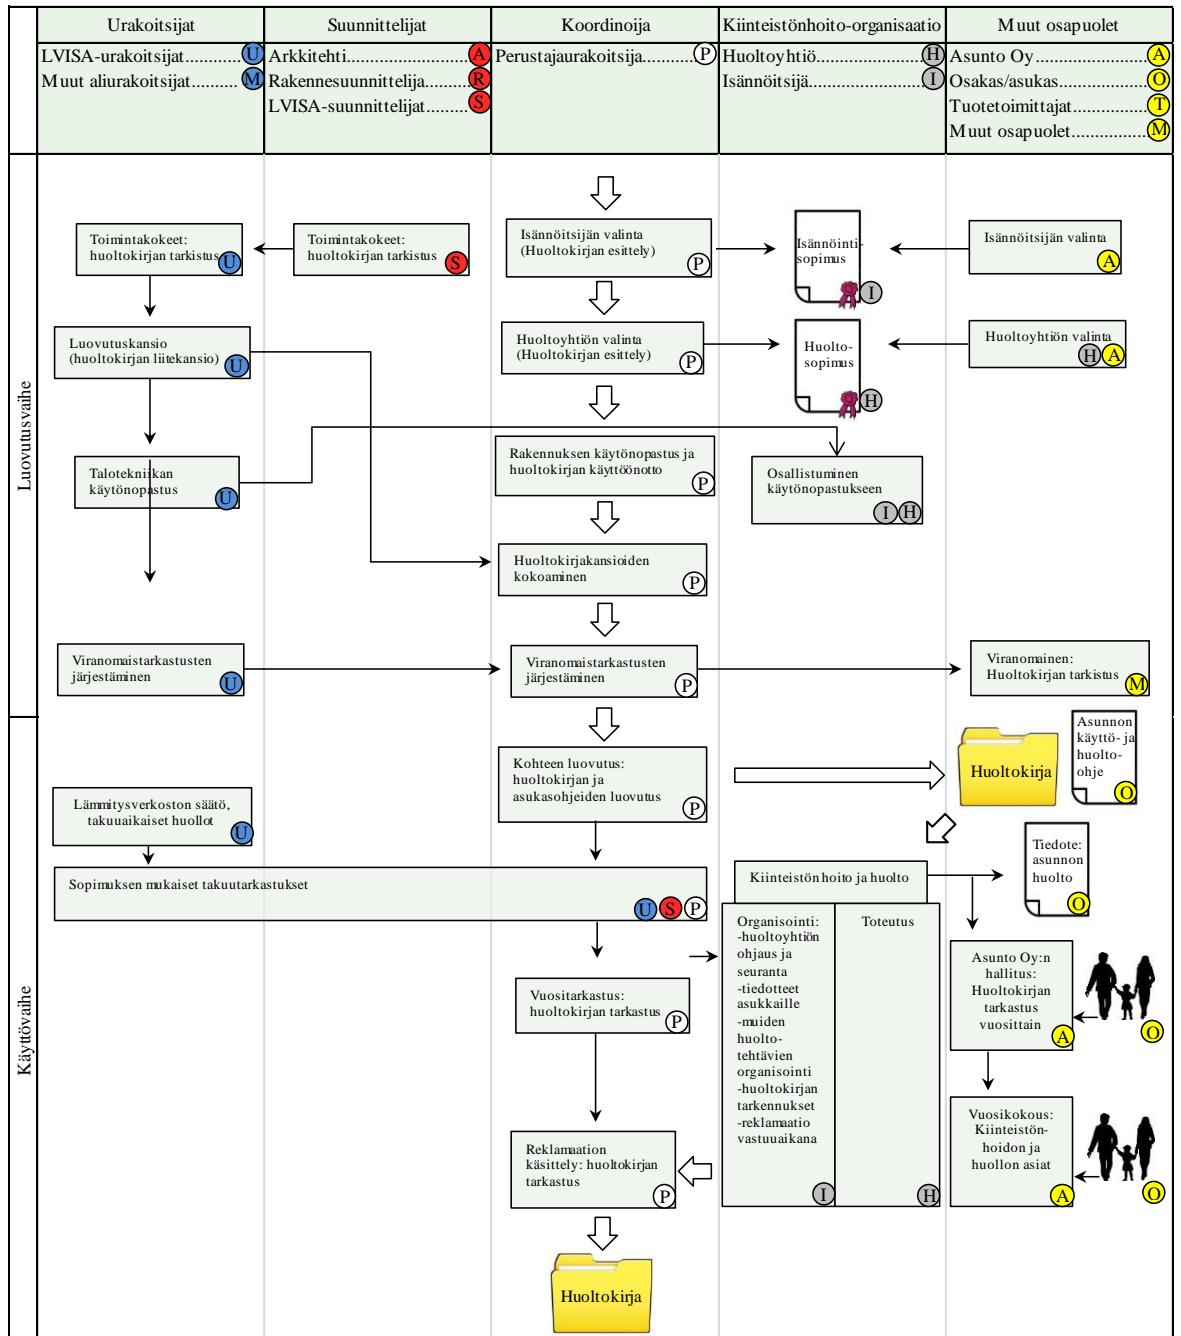 Urakoitsijat
LVISA-urakoitsijat.......... U
Muut aliurakoitsijat.......... M
Suunnittelijat
Arkkitehti.......................... A
Rakennesuunnittelija....... R
LVISA-suunnittelijat........ S
Koordinoija
Perustajaurakoitsija.......... P
Kiinteistönhoito-organisaatio
Huoltoyhtiö...................... H
Isännöitsijä....................... I
Muut osapuolet
Asunto Oy........................ A
Osakas/asukas.................. O
Tuotetoimittajat................ T
Muut osapuolet................. M
Luovutusvaihe
Toimintakokeet:
huoltokirjan tarkistus
U
Toimintakokeet:
huoltokirjan tarkistus
S
Isännöitsijän valinta
(Huoltokirjan esittely)
P
Isännöinti-
sopimus
I
Isännöitsijän valinta
A
Luovutuskansio
(huoltokirjan liitekansio)
U
Huoltoyhtiön valinta
(Huoltokirjan esittely)
P
Huolto-
sopimus
H
Huoltoyhtiön valinta
H A
Talotekniikan
käytönopastus
U
Rakennuksen käytönopastus ja
huoltokirjan käyttöönotto
P
Osallistuminen
käytönopastukseen
I H
Huoltokirjakansioiden
kokoaminen
P
Viranomaistarkastusten
järjestäminen
U
Viranomaistarkastusten
järjestäminen
P
Viranomainen:
Huoltokirjan tarkistus
M
Käyttövaihe
Kohteen luovutus:
huoltokirjan ja
asukasohjeiden luovutus
P
Huoltokirja
Asunnon
käyttö- ja
huolto-
ohje
O
Lämmitysverkoston säätö,
takuuaikaiset huollot
U
Sopimuksen mukaiset takuutarkastukset
U S P
Kiinteistön hoito ja huolto
Tiedote:
asunnon
huolto
O
Organisointi:
-huoltoyhtiön
ohjaus ja
seuranta
-tiedotteet
asukkaille
-muiden
huolto-
tehtävien
organisointi
-huoltokirjan
tarkennukset
-reklamaatio
vastuuaikana
I
Toteutus
H
Vuositarkastus:
huoltokirjan tarkastus
P
Asunto Oy:n
hallitus:
Huoltokirjan
tarkastus
vuosittain
A
O
Reklamaation
käsittely: huoltokirjan
tarkastus
P
Vuosikokous:
Kiinteistön-
hoidon ja
huollon asiat
A
O
Huoltokirja